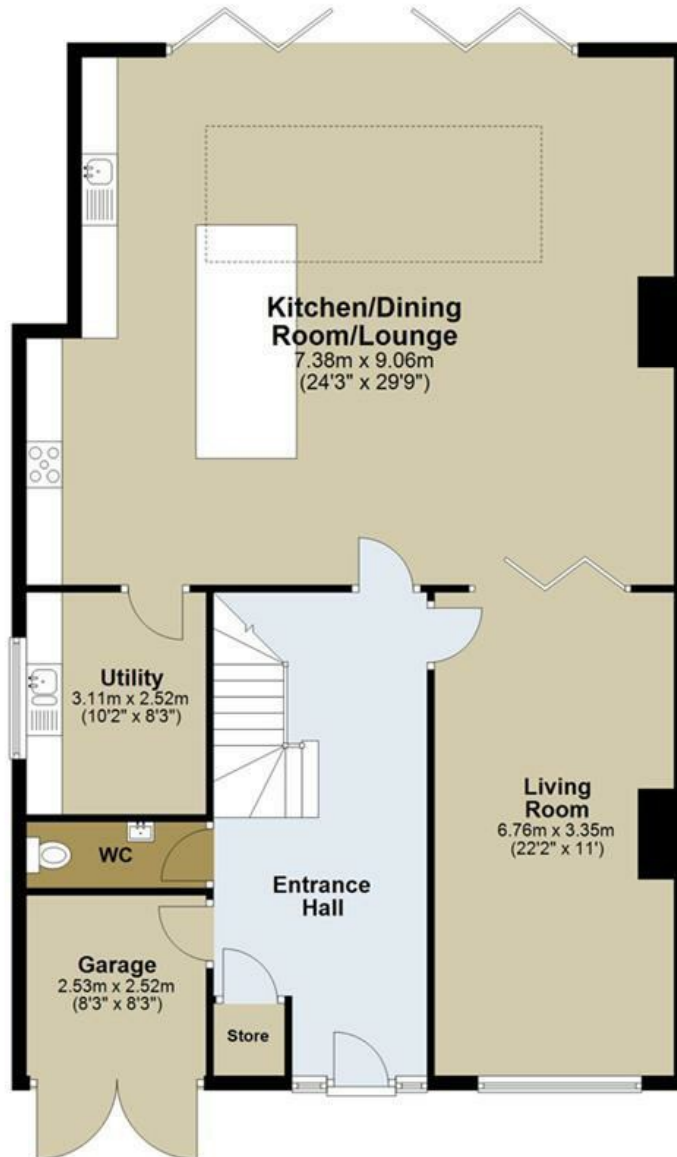 Kitchen/Dining
Room/Lounge
7.38m x 9.06m
(24'3" x 29'9")
Utility
3.11m x 2.52m
(10'2" x 8'3")
Living
Room
6.76m x 3.35m
(22'2" x 11')
WC
Entrance
Hall
Garage
2.53m x 2.52m
(8'3" x 8'3")
Store